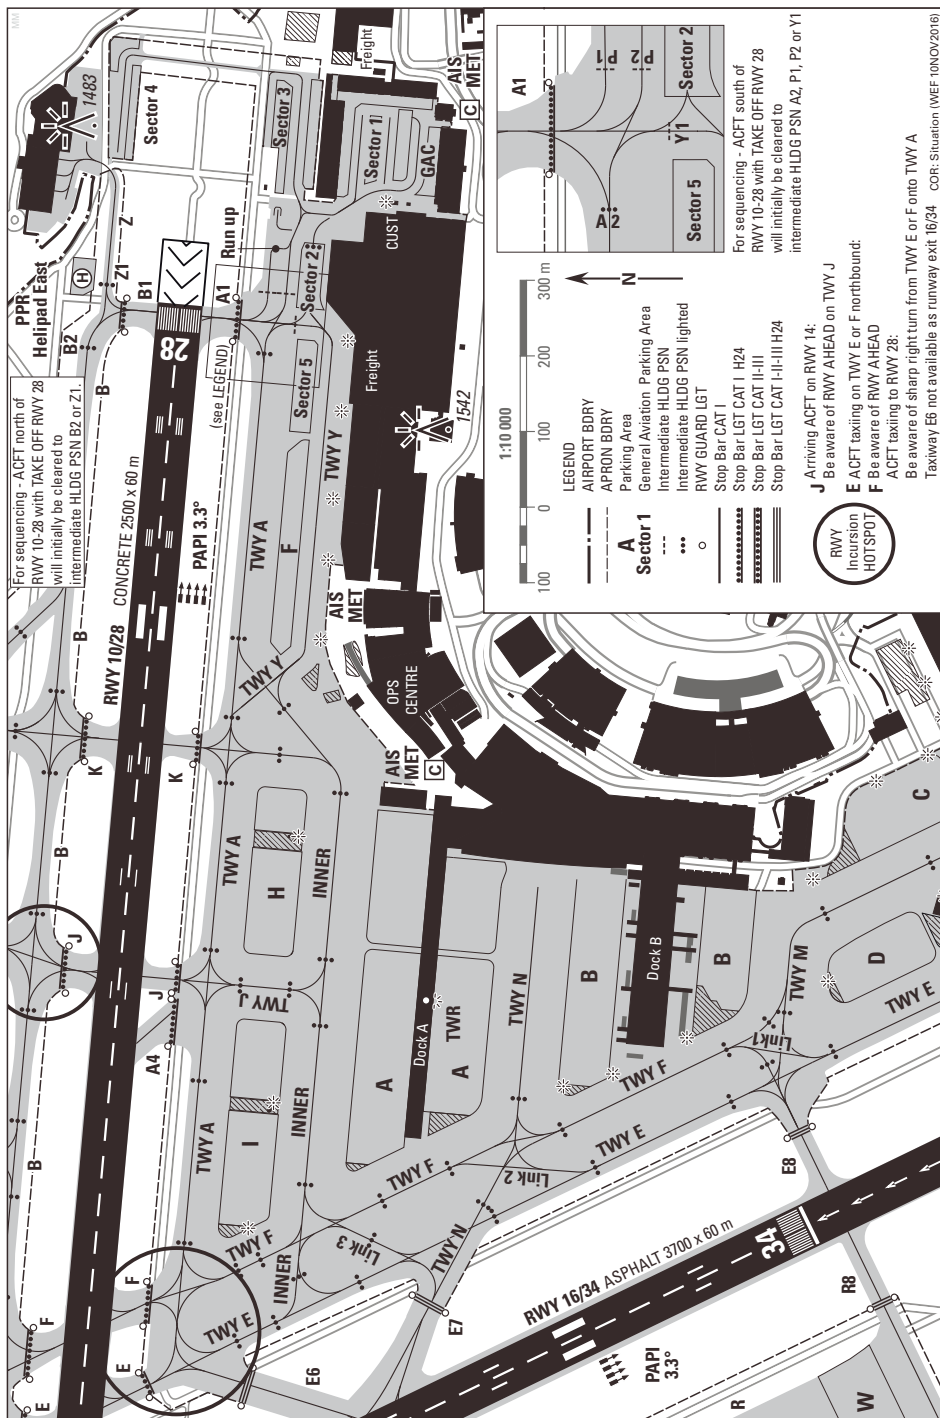 MM
1483
Sector 4
Freight
AIS
MET
C
Sector 3
Sector 1
GAC
CUST
PPR
Helipad East
H
Z
Z1
B1
B2
B
Run up
A1
28
Sector 2
(see LEGEND)
Sector 5
Freight
1542
For sequencing - ACFT north of
RWY 10-28 with TAKE OFF RWY 28
will initially be cleared to
intermediate HLDG PSN B2 or Z1.
TWY Y
PAPI 3.3°
TWY A
F
CONCRETE 2500 x 60 m
RWY 10/28
B
AIS
MET
TWY Y
OPS
CENTRE
AIS
MET
C
K
K
B
TWY A
H
INNER
C
J
J
TWY J
TWY N
B
Dock B
B
TWY M
D
TWY E
Dock A
TWR
A
A
A4
Link1
TWY F
TWY A
I
INNER
B
TWY F
TWY E
Link 2
E8
TWY F
Link 3
TWY N
INNER
F
F
TWY E
E
E
E6
E7
34
RWY 16/34 ASPHALT 3700 x 60 m
PAPI
3.3°
R8
R
W
A1
P1
P2
Sector 2
Y1
A2
Sector 5
For sequencing - ACFT south of
RWY 10-28 with TAKE OFF RWY 28
will initially be cleared to
intermediate HLDG PSN A2, P1, P2 or Y1
N
1:10 000
100
0
100
200
300 m
LEGEND
AIRPORT BDRY
APRON BDRY
A Parking Area
Sector 1 General Aviation Parking Area
Intermediate HLDG PSN
Intermediate HLDG PSN lighted
RWY GUARD LGT
Stop Bar CAT I
Stop Bar LGT CAT I H24
Stop Bar LGT CAT II-III
Stop Bar LGT CAT I-II-III H24
RWY
Incursion
HOTSPOT
J Arriving ACFT on RWY 14:
Be aware of RWY AHEAD on TWY J
E ACFT taxiing on TWY E or F northbound:
F Be aware of RWY AHEAD
ACFT taxiing to RWY 28:
Be aware of sharp right turn from TWY E or F onto TWY A
Taxiway E6 not available as runway exit 16/34 COR: Situation (WEF 10NOV2016)